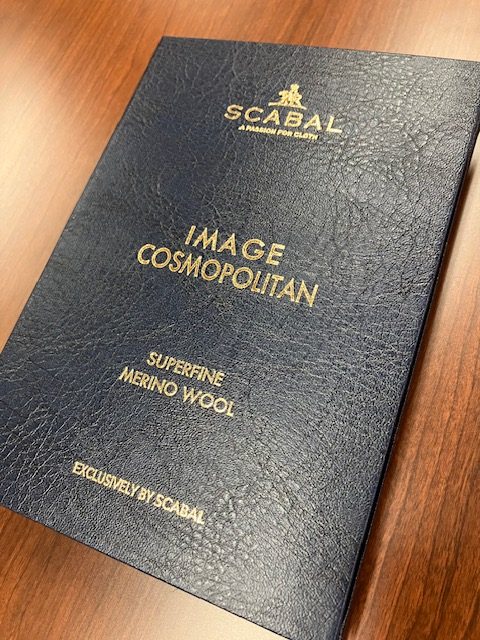 SCABAL
A PASSION FOR CLOTH
IMAGE
COSMOPOLITAN
SUPERFINE
MERINO WOOL
EXCLUSIVELY BY SCABAL